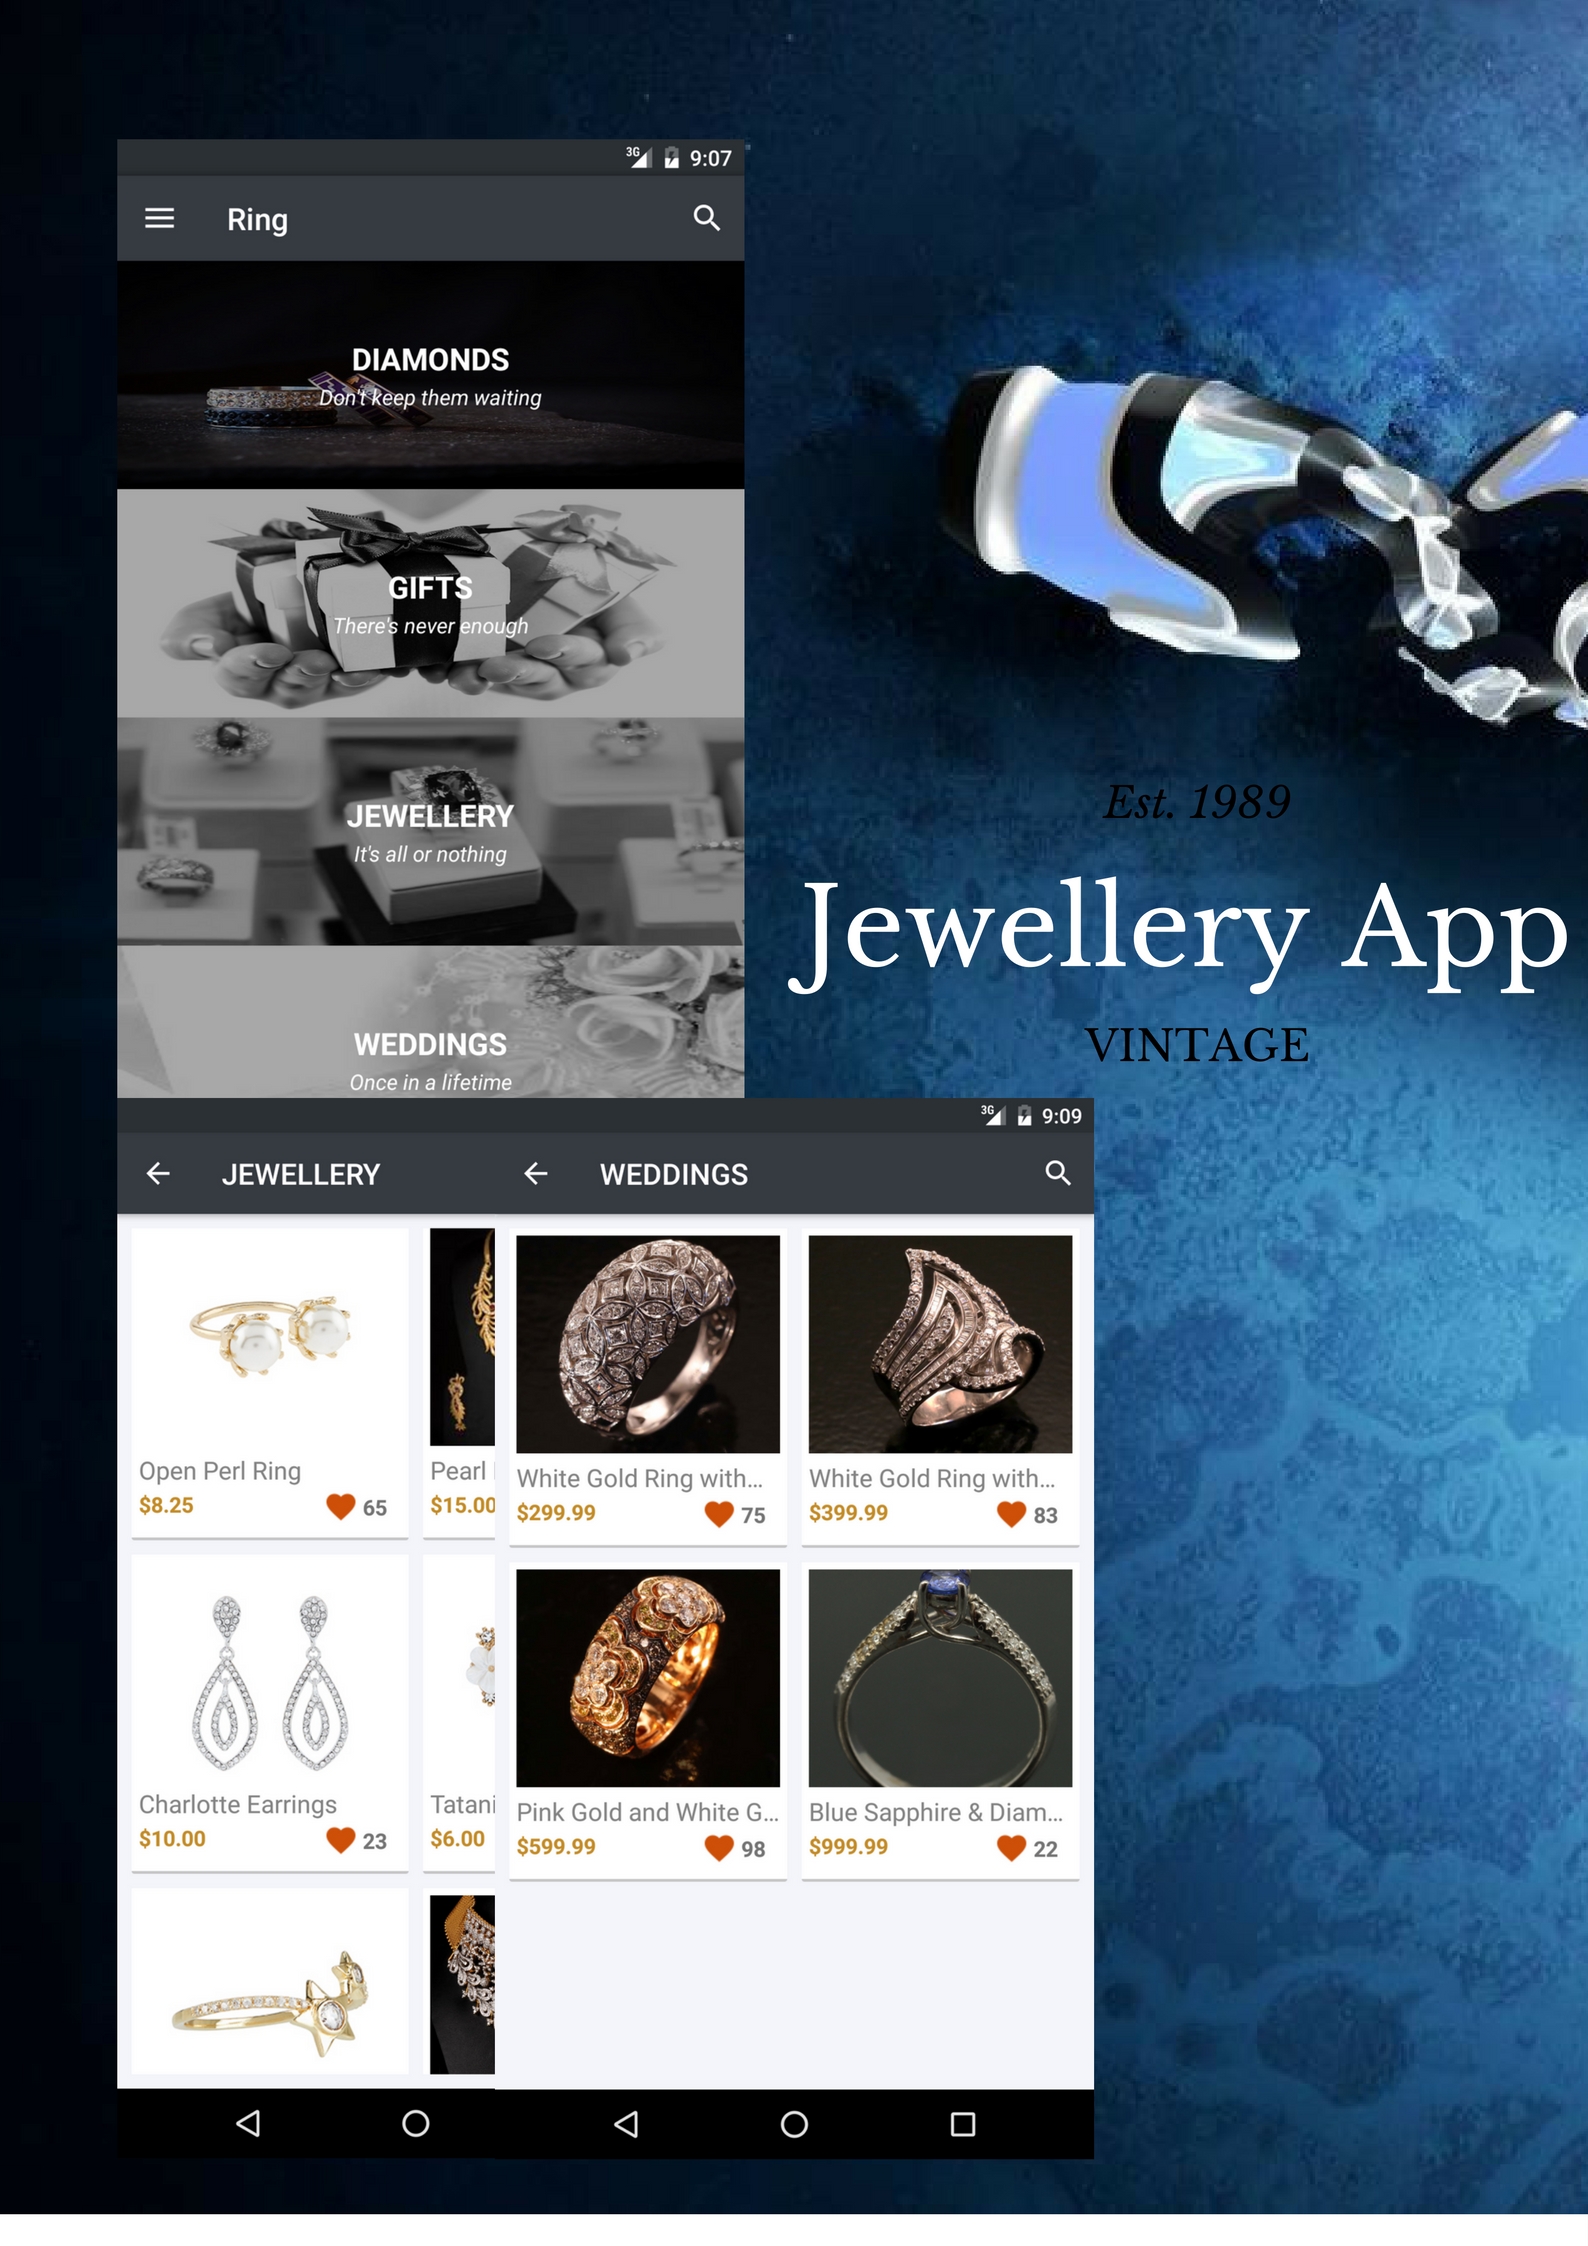 3G 9:07
Ring
DIAMONDS
Don't keep them waiting
GIFTS
There's never enough
JEWELLERY
It's all or nothing
WEDDINGS
Once in a lifetime
Est. 1989
Jewellery App
VINTAGE
JEWELLERY
Open Perl Ring
$8.25
65
Pearl
$15.00
Charlotte Earrings
$10.00
23
Tatani
$6.00
3G 9:09
WEDDINGS
White Gold Ring with...
$299.99
75
White Gold Ring with...
$399.99
83
Pink Gold and White G...
$599.99
98
Blue Sapphire & Diam...
$999.99
22